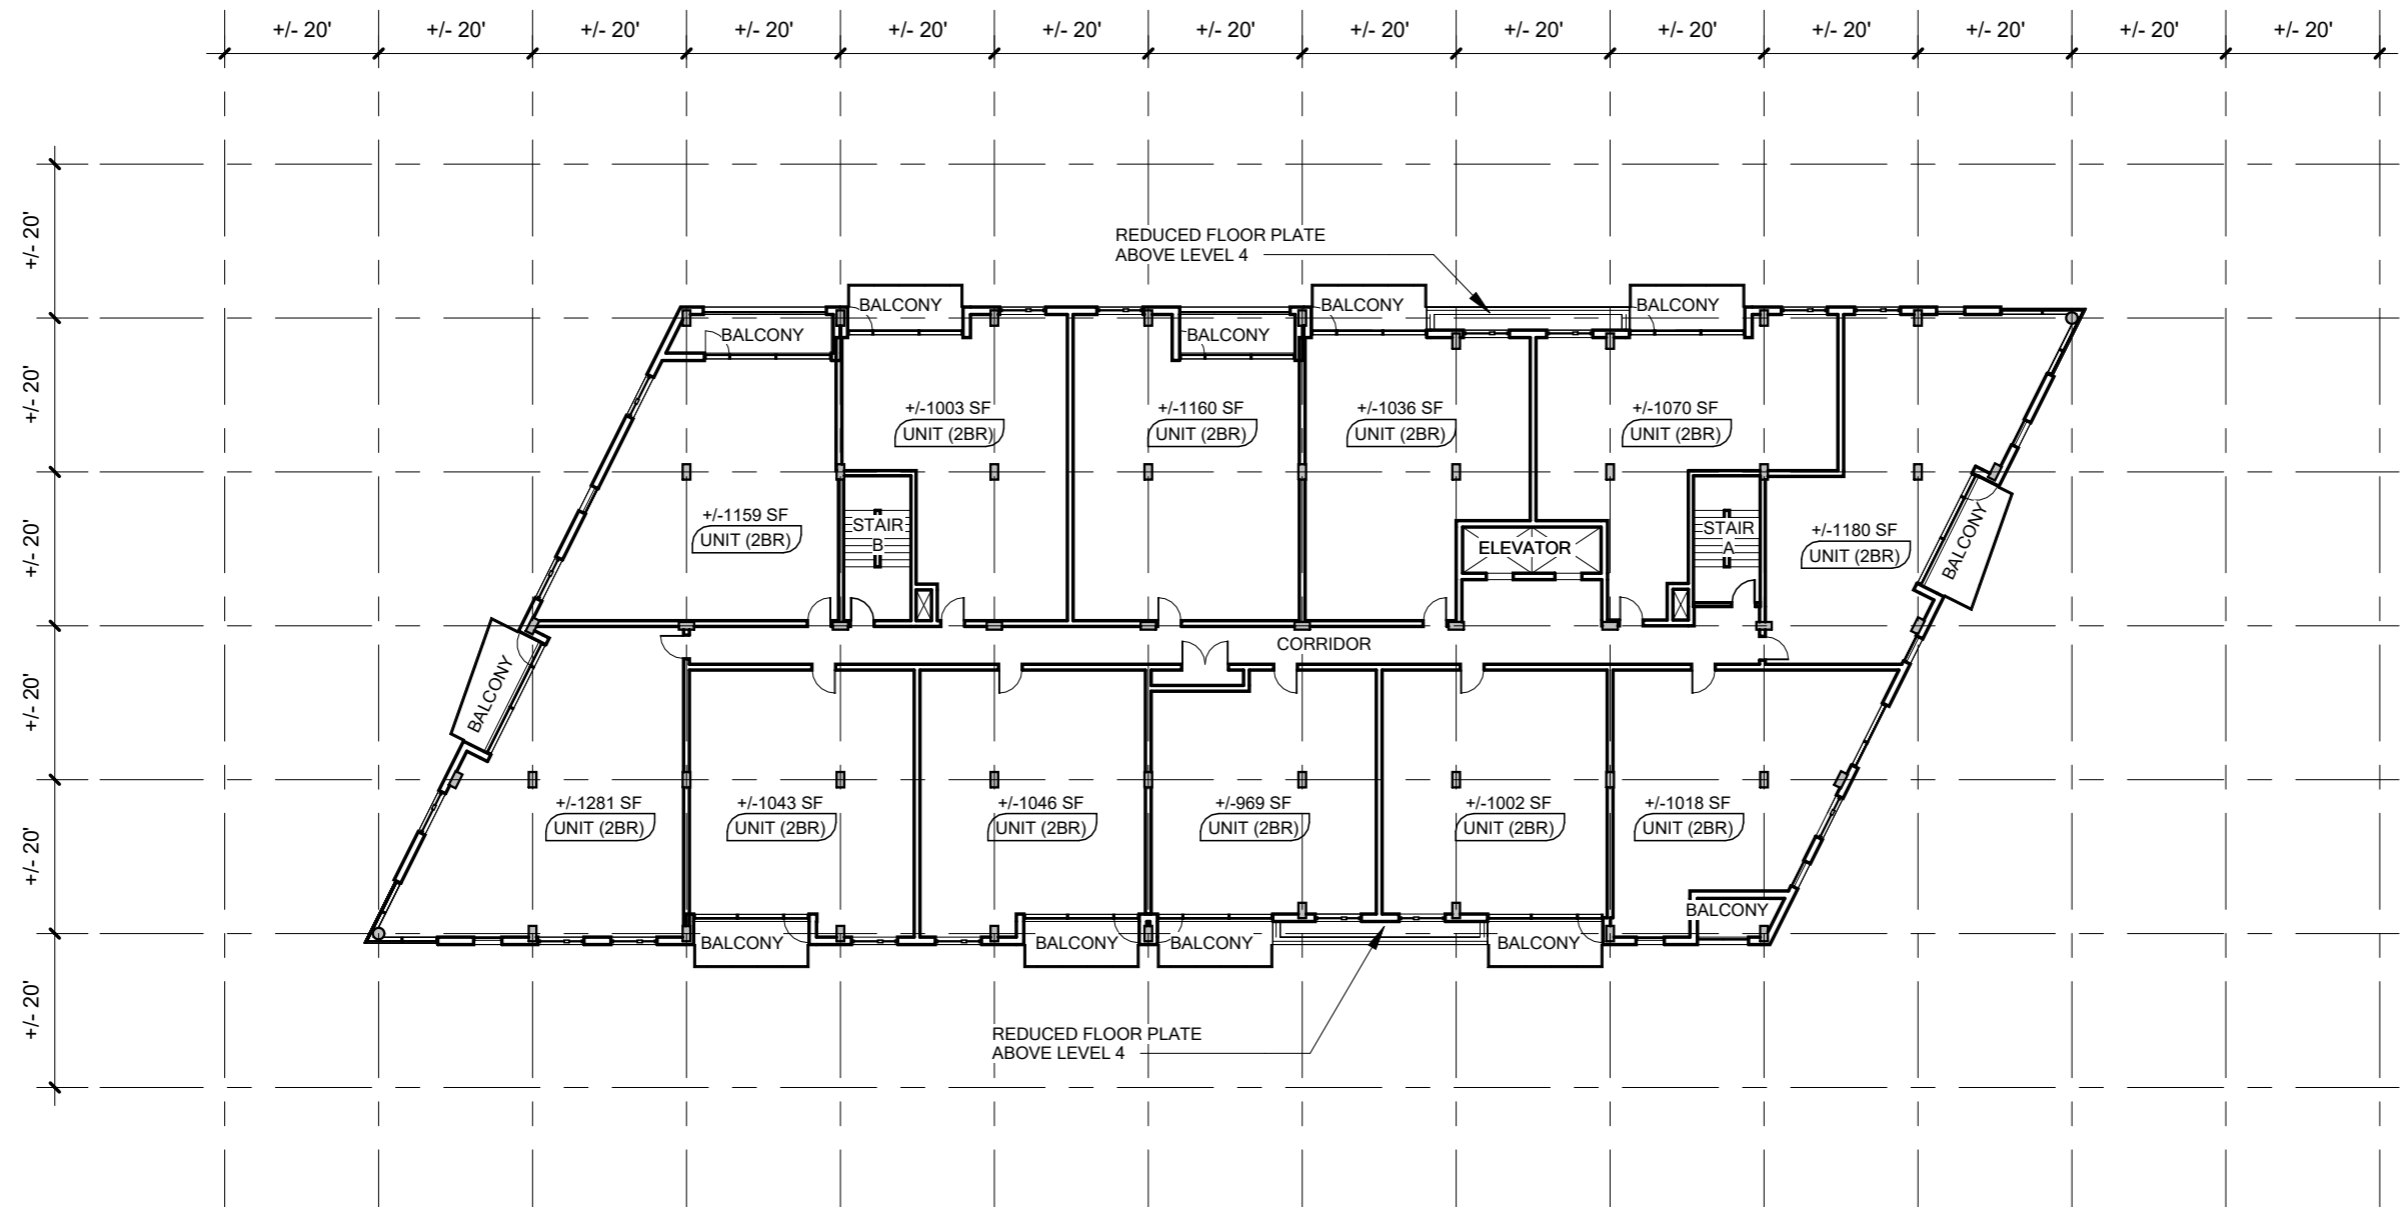 +/- 20' +/- 20' +/- 20' +/- 20' +/- 20' +/- 20' +/- 20' +/- 20' +/- 20' +/- 20' +/- 20' +/- 20' +/- 20' +/- 20'
+/- 20'
+/- 20'
+/- 20'
+/- 20'
+/- 20'
+/- 20'
REDUCED FLOOR PLATE
ABOVE LEVEL 4
BALCONY
BALCONY
BALCONY
BALCONY
BALCONY
BALCONY
+/-1003 SF
UNIT (2BR)
+/-1160 SF
UNIT (2BR)
+/-1036 SF
UNIT (2BR)
+/-1070 SF
UNIT (2BR)
+/-1159 SF
UNIT (2BR)
STAIR
B
ELEVATOR
STAIR
A
+/-1180 SF
UNIT (2BR)
BALCONY
CORRIDOR
BALCONY
+/-1281 SF
UNIT (2BR)
+/-1043 SF
UNIT (2BR)
+/-1046 SF
UNIT (2BR)
+/-969 SF
UNIT (2BR)
+/-1002 SF
UNIT (2BR)
+/-1018 SF
UNIT (2BR)
BALCONY
BALCONY
BALCONY
BALCONY
BALCONY
REDUCED FLOOR PLATE
ABOVE LEVEL 4